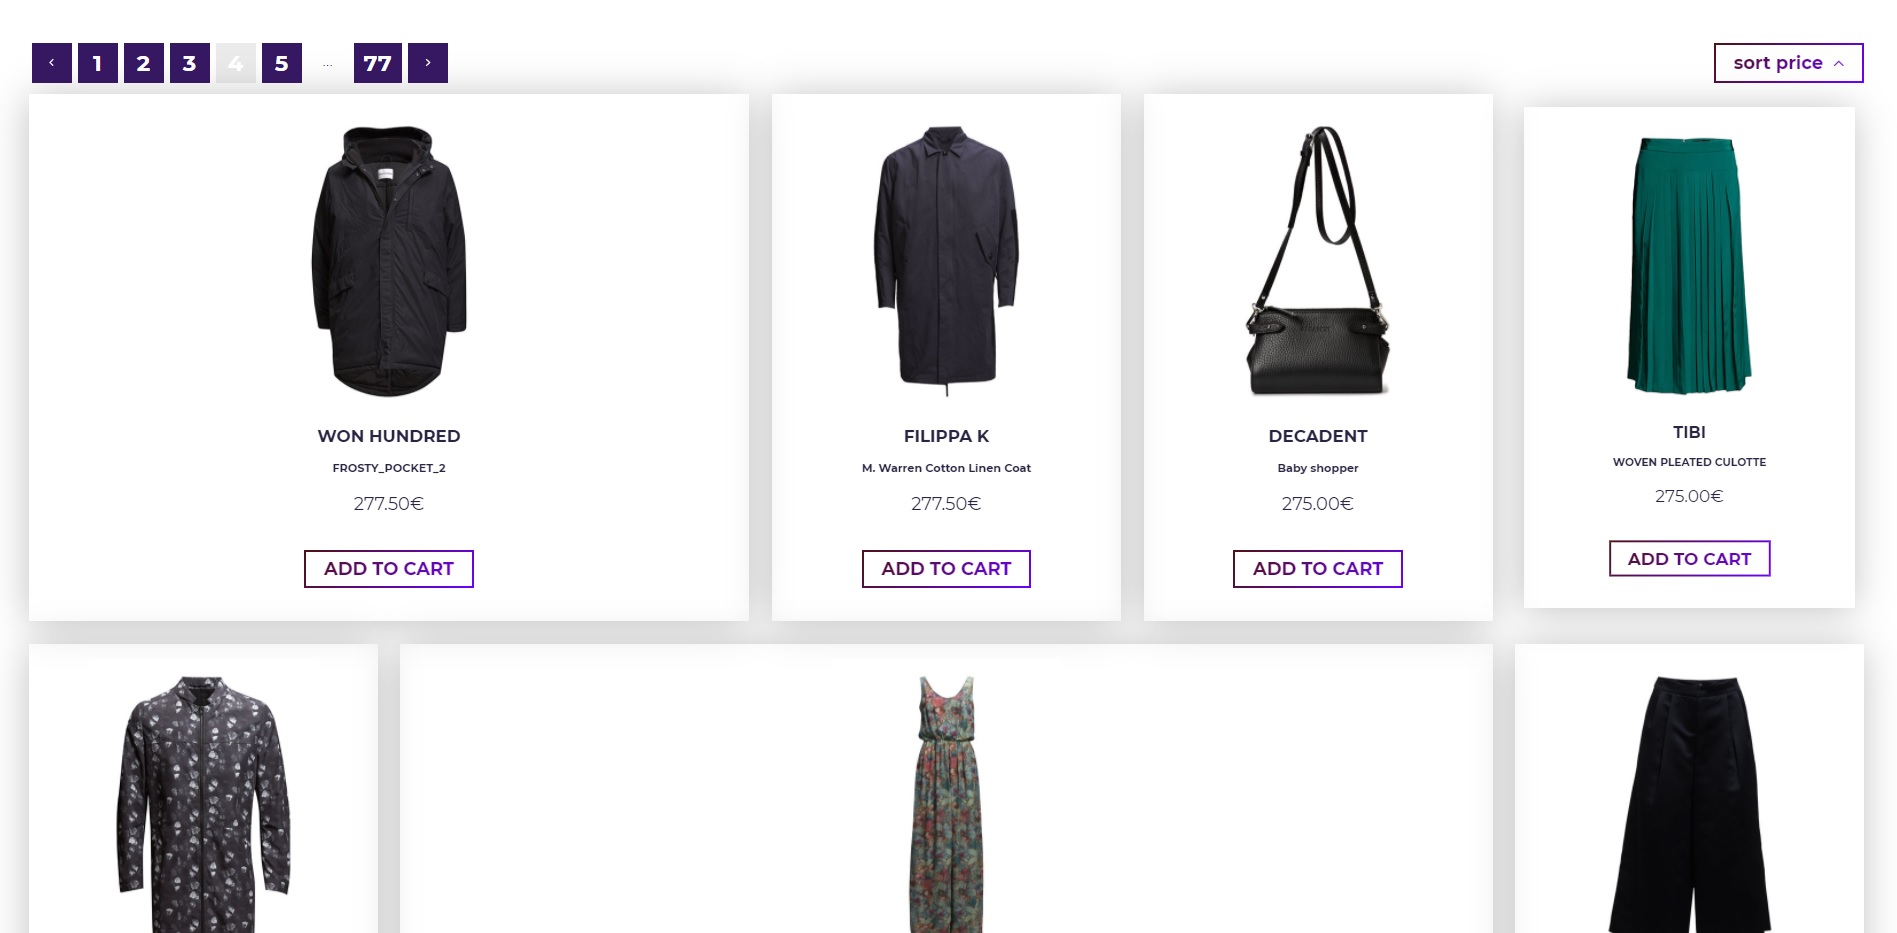 ‹ 1 2 3 4 5 ... 77 ›
sort price
WON HUNDRED
FROSTY_POCKET_2
277.50€
ADD TO CART
FILIPPA K
M. Warren Cotton Linen Coat
277.50€
ADD TO CART
DECADENT
Baby shopper
275.00€
ADD TO CART
TIBI
WOVEN PLEATED CULOTTE
275.00€
ADD TO CART